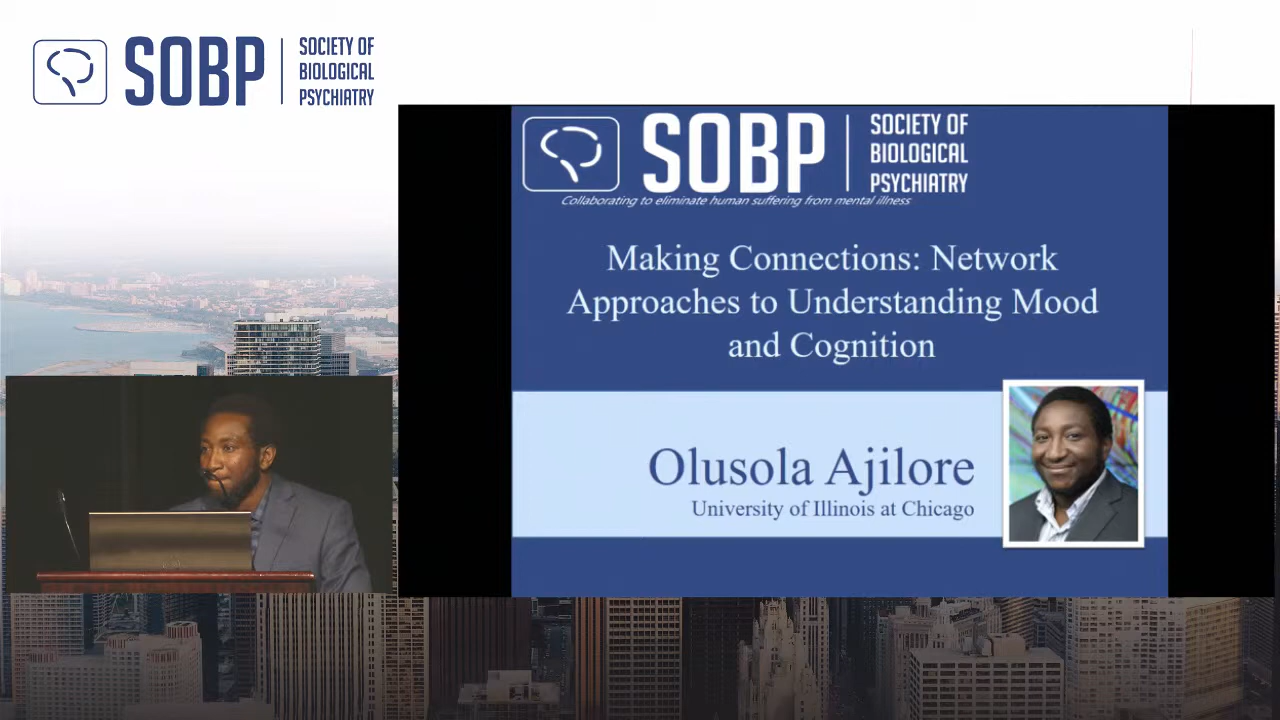 SOBP
SOCIETY OF
BIOLOGICAL
PSYCHIATRY
SOBP
SOCIETY OF
BIOLOGICAL
PSYCHIATRY
Collaborating to eliminate human suffering from mental illness
Making Connections: Network
Approaches to Understanding Mood
and Cognition
Olusola Ajilore
University of Illinois at Chicago